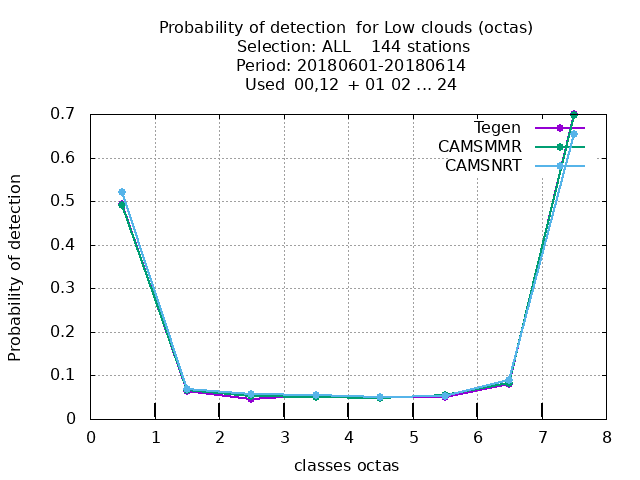 Probability of detection for Low clouds (octas)
Selection: ALL 144 stations
Period: 20180601-20180614
Used 00,12 + 01 02 ... 24
Tegen
CAMSMMR
CAMSNRT
Probability of detection
0.7
0.6
0.5
0.4
0.3
0.2
0.1
0
0 1 2 3 4 5 6 7 8
classes octas